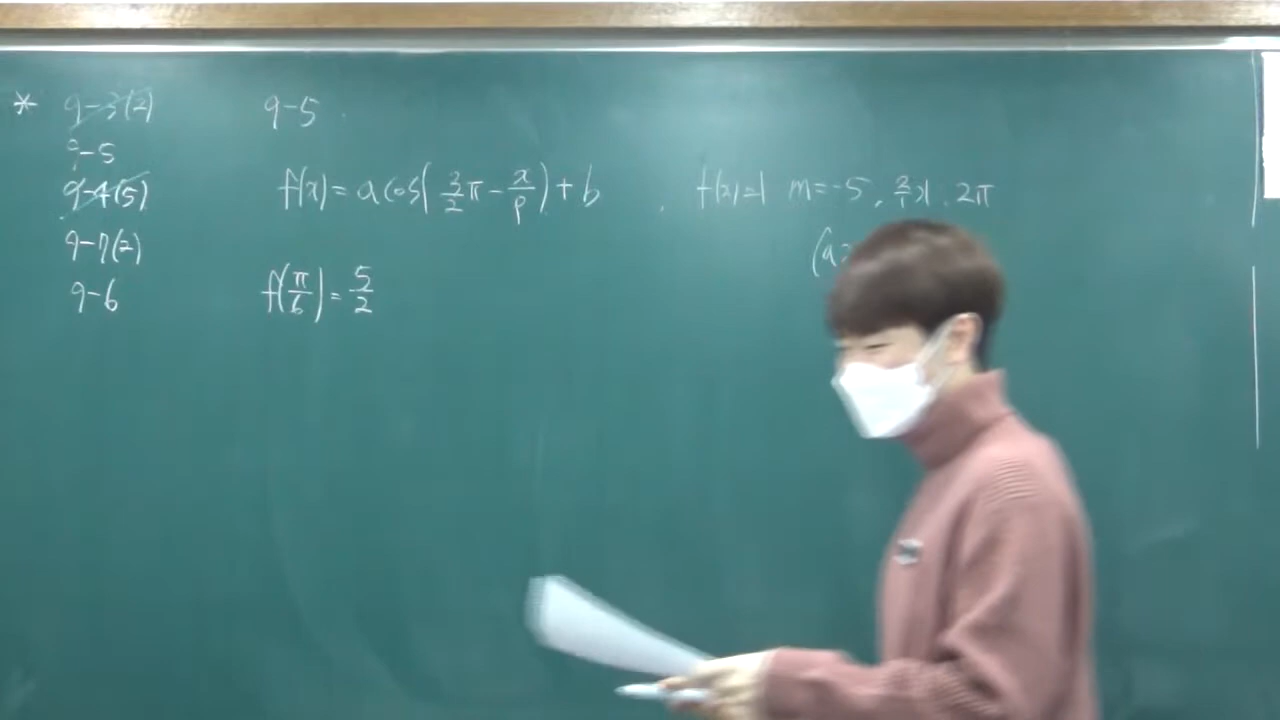 * 9-3(2)
9-5
9-4(5)
9-7(2)
9-6
9-5.
f(x)= a cos( 3/2 π - x/p ) + b
f(π/6) = 5/2
f(x)의 m=-5, 주기 2π
(a>